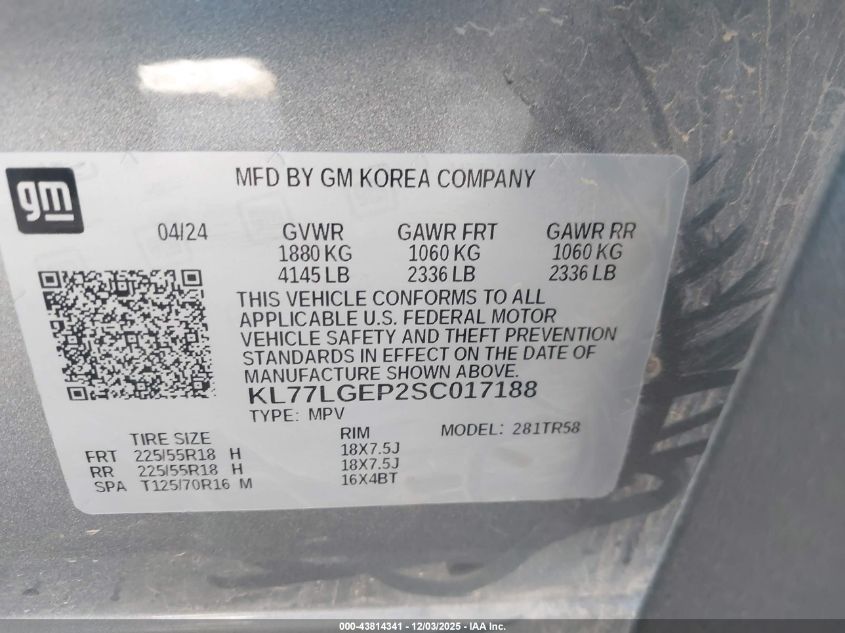 gm
MFD BY GM KOREA COMPANY
04/24 GVWR GAWR FRT GAWR RR
1880 KG 1060 KG 1060 KG
4145 LB 2336 LB 2336 LB
THIS VEHICLE CONFORMS TO ALL
APPLICABLE U.S. FEDERAL MOTOR
VEHICLE SAFETY AND THEFT PREVENTION
STANDARDS IN EFFECT ON THE DATE OF
MANUFACTURE SHOWN ABOVE.
KL77LGEP2SC017188
TYPE: MPV
TIRE SIZE RIM MODEL: 281TR58
FRT 225/55R18 H 18X7.5J
RR 225/55R18 H 18X7.5J
SPA T125/70R16 M 16X4BT
000-43814341 - 12/03/2025 - IAA Inc.